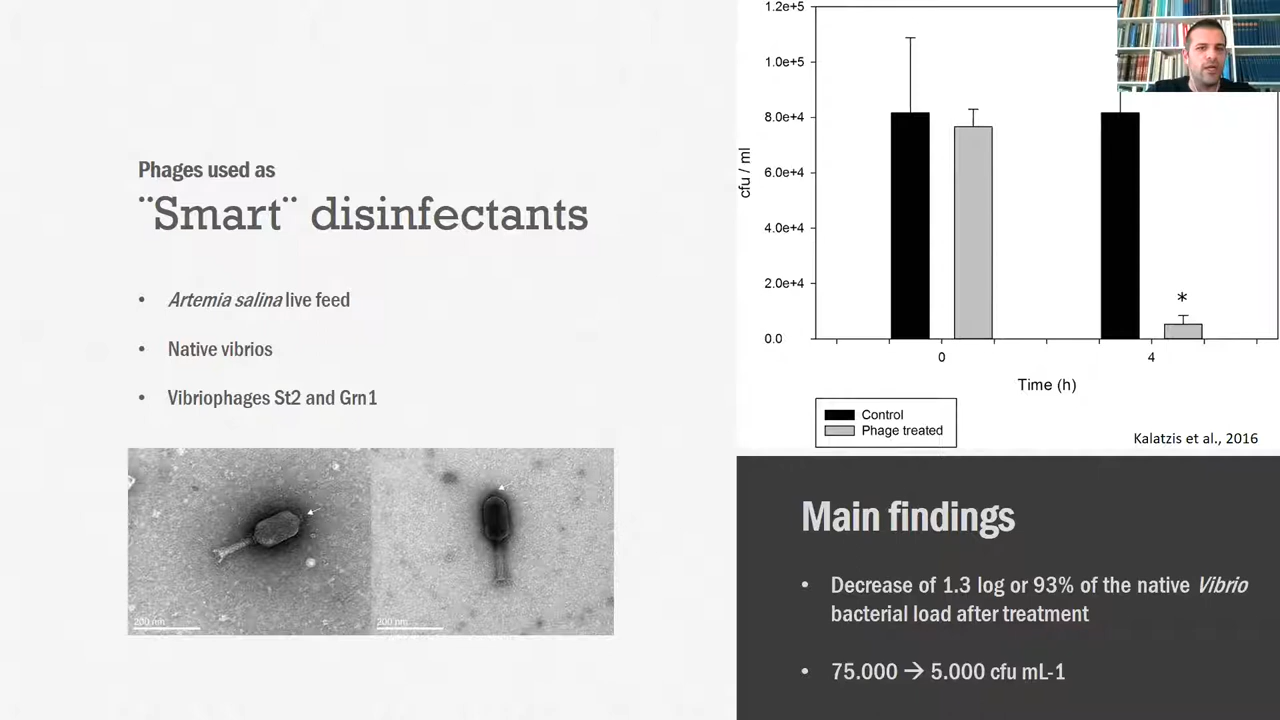 Phages used as
¨Smart¨ disinfectants
• Artemia salina live feed
• Native vibrios
• Vibriophages St2 and Grn1
200 nm
200 nm
1.2e+5
1.0e+5
8.0e+4
6.0e+4
4.0e+4
2.0e+4
0.0
cfu / ml
*
0
4
Time (h)
Control
Phage treated
Kalatzis et al., 2016
Main findings
• Decrease of 1.3 log or 93% of the native Vibrio
bacterial load after treatment
• 75.000 → 5.000 cfu mL-1